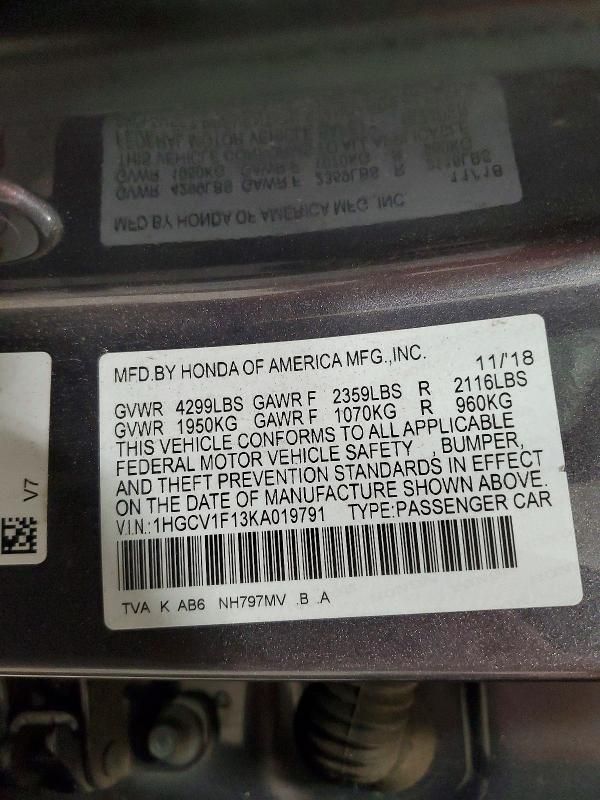 MFD.BY HONDA OF AMERICA MFG.,INC. 11/'18
GVWR 4299LBS GAWR F 2359LBS R 2116LBS
GVWR 1950KG GAWR F 1070KG R 960KG
THIS VEHICLE CONFORMS TO ALL APPLICABLE
FEDERAL MOTOR VEHICLE SAFETY , BUMPER,
AND THEFT PREVENTION STANDARDS IN EFFECT
ON THE DATE OF MANUFACTURE SHOWN ABOVE.
V.I.N.:1HGCV1F13KA019791 TYPE:PASSENGER CAR
TVA K AB6 NH797MV .B .A
V7